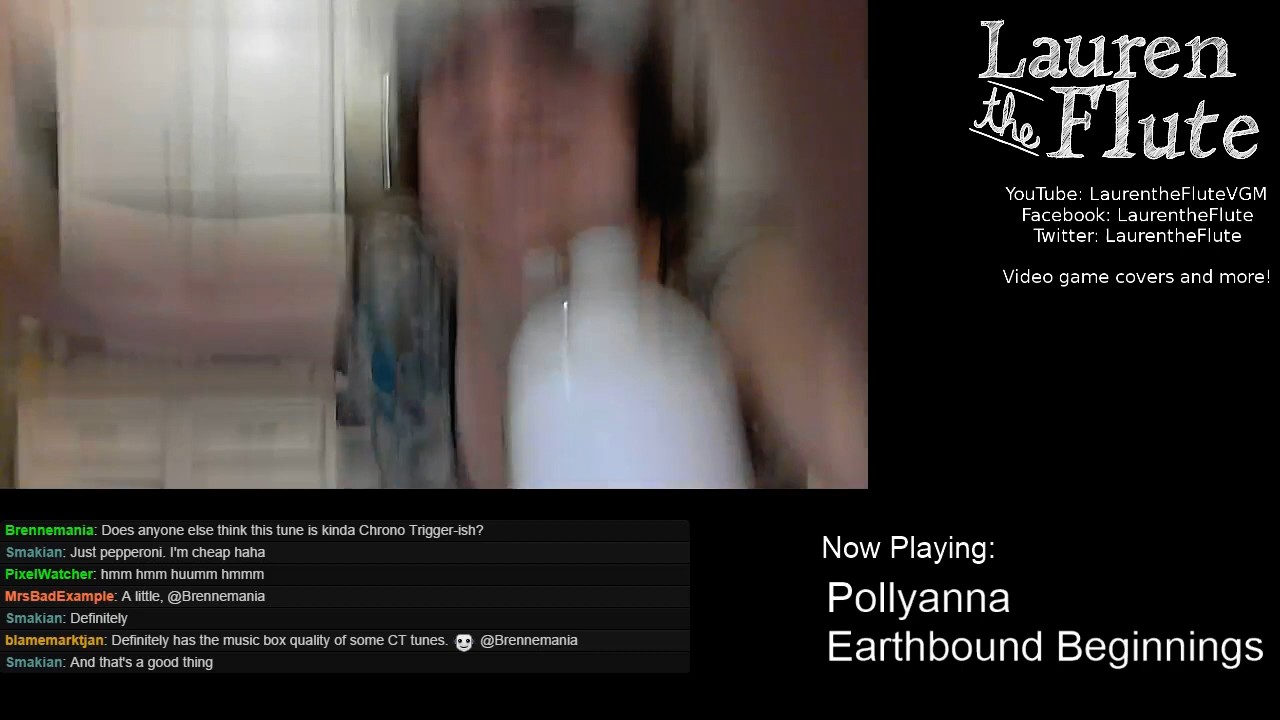 Lauren
the Flute
YouTube: LaurentheFluteVGM
Facebook: LaurentheFlute
Twitter: LaurentheFlute
Video game covers and more!
Brennemania: Does anyone else think this tune is kinda Chrono Trigger-ish?
Smakian: Just pepperoni. I'm cheap haha
PixelWatcher: hmm hmm huumm hmmm
MrsBadExample: A little, @Brennemania
Smakian: Definitely
blamemarktjan: Definitely has the music box quality of some CT tunes. @Brennemania
Smakian: And that's a good thing
Now Playing:
Pollyanna
Earthbound Beginnings